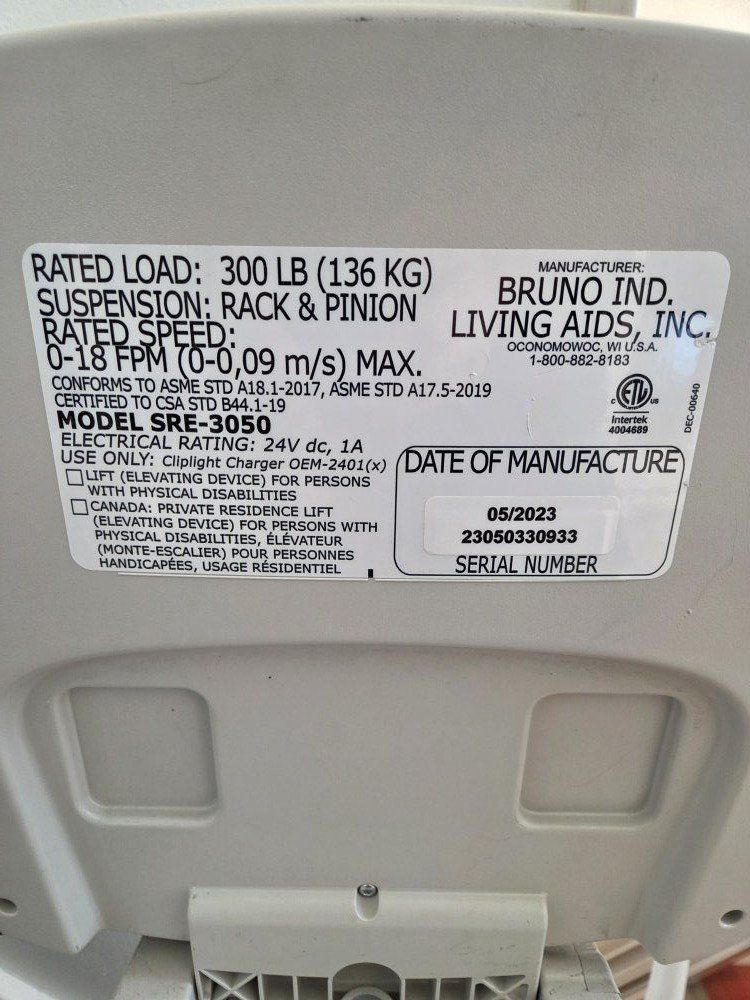 RATED LOAD: 300 LB (136 KG)
SUSPENSION: RACK & PINION
RATED SPEED:
0-18 FPM (0-0,09 m/s) MAX.
CONFORMS TO ASME STD A18.1-2017, ASME STD A17.5-2019
CERTIFIED TO CSA STD B44.1-19
MODEL SRE-3050
ELECTRICAL RATING: 24V dc, 1A
USE ONLY: Cliplight Charger OEM-2401(x)
LIFT (ELEVATING DEVICE) FOR PERSONS
WITH PHYSICAL DISABILITIES
CANADA: PRIVATE RESIDENCE LIFT
(ELEVATING DEVICE) FOR PERSONS WITH
PHYSICAL DISABILITIES, ÉLÉVATEUR
(MONTE-ESCALIER) POUR PERSONNES
HANDICAPÉES, USAGE RÉSIDENTIEL
MANUFACTURER:
BRUNO IND.
LIVING AIDS, INC.
OCONOMOWOC, WI U.S.A.
1-800-882-8183
C ETL US
Intertek
4004689
DEC-00640
DATE OF MANUFACTURE
05/2023
23050330933
SERIAL NUMBER